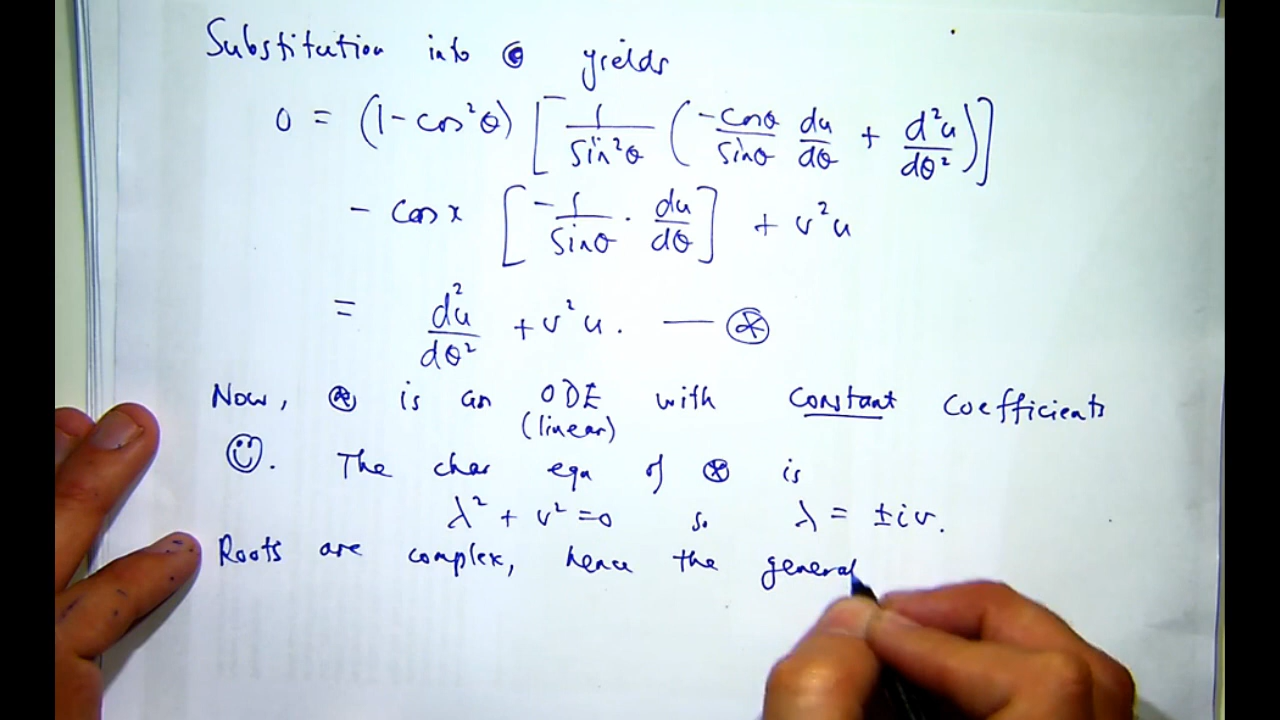 Substitution into © yields
0 = (1 - cos²θ) [ 1/sin²θ ( -cosθ/sinθ du/dθ + d²u/dθ² ) ]
- cos x [ -1/sinθ · du/dθ ] + v²u
= d²u/dθ² + v²u. — ⊛
Now, ⊛ is an ODE with constant coefficients
(linear)
☺. The char eqn of ⊛ is
λ² + v² = 0 so λ = ±iv.
Roots are complex, hence the general